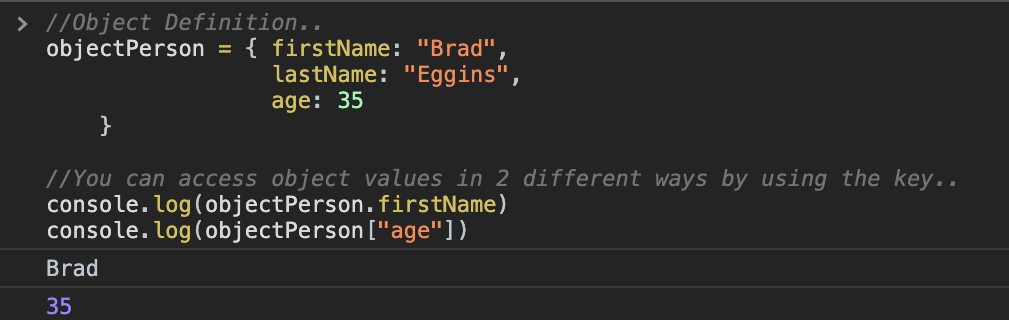 > //Object Definition..
objectPerson = { firstName: "Brad",
lastName: "Eggins",
age: 35
}
//You can access object values in 2 different ways by using the key..
console.log(objectPerson.firstName)
console.log(objectPerson["age"])
Brad
35